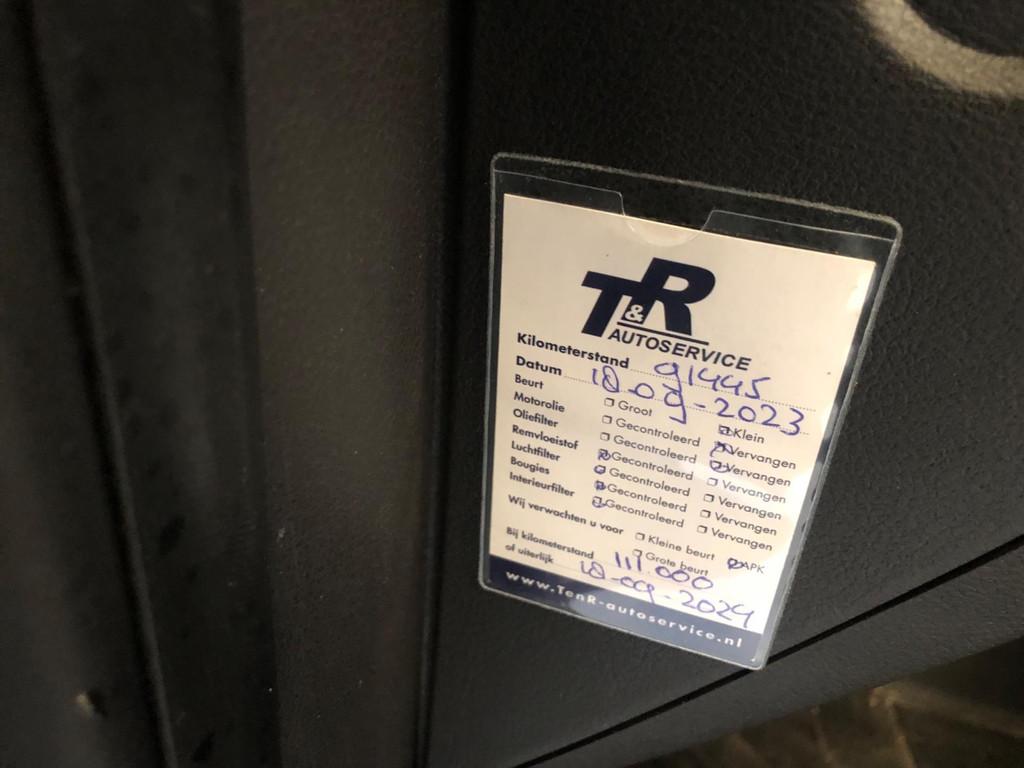 T&R
AUTOSERVICE
Kilometerstand 91445
Datum 18-09-2023
Beurt Groot Klein
Motorolie Gecontroleerd Vervangen
Oliefilter Gecontroleerd Vervangen
Remvloeistof Gecontroleerd Vervangen
Luchtfilter Gecontroleerd Vervangen
Bougies Gecontroleerd Vervangen
Interieurfilter Gecontroleerd Vervangen
Wij verwachten u voor Kleine beurt APK
Grote beurt
Bij kilometerstand 111.000
of uiterlijk 18-09-2024
www.TenR-autoservice.nl